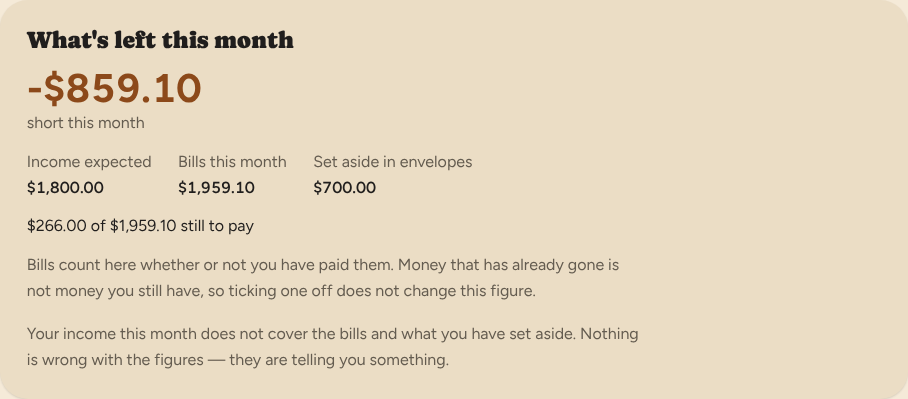 What's left this month
-$859.10
short this month
Income expected Bills this month Set aside in envelopes
$1,800.00 $1,959.10 $700.00
$266.00 of $1,959.10 still to pay
Bills count here whether or not you have paid them. Money that has already gone is
not money you still have, so ticking one off does not change this figure.
Your income this month does not cover the bills and what you have set aside. Nothing
is wrong with the figures — they are telling you something.